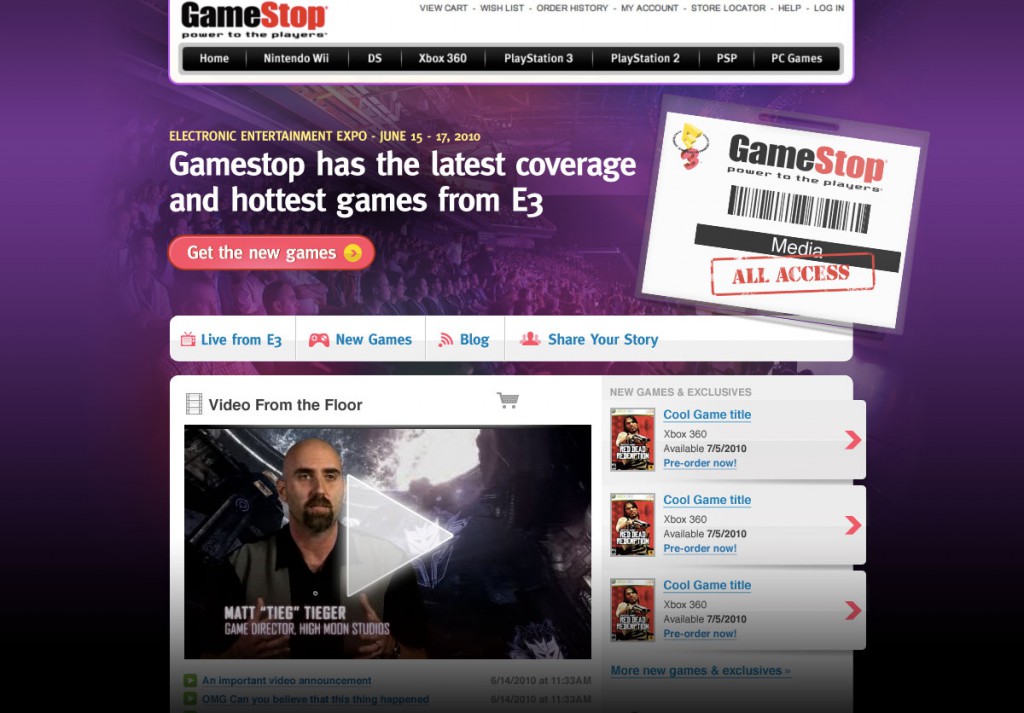 GameStop
power to the players®
VIEW CART - WISH LIST - ORDER HISTORY - MY ACCOUNT - STORE LOCATOR - HELP - LOG IN
Home
Nintendo Wii
DS
Xbox 360
PlayStation 3
PlayStation 2
PSP
PC Games
ELECTRONIC ENTERTAINMENT EXPO - JUNE 15 - 17, 2010
Gamestop has the latest coverage
and hottest games from E3
Get the new games
E3
GameStop
power to the players®
Media
ALL ACCESS
Live from E3
New Games
Blog
Share Your Story
Video From the Floor
MATT "TIEG" TIEGER
GAME DIRECTOR, HIGH MOON STUDIOS
An important video announcement 6/14/2010 at 11:33AM
OMG Can you believe that this thing happened 6/14/2010 at 11:33AM
NEW GAMES & EXCLUSIVES
RED DEAD
REDEMPTION
Cool Game title
Xbox 360
Available 7/5/2010
Pre-order now!
RED DEAD
REDEMPTION
Cool Game title
Xbox 360
Available 7/5/2010
Pre-order now!
RED DEAD
REDEMPTION
Cool Game title
Xbox 360
Available 7/5/2010
Pre-order now!
More new games & exclusives »